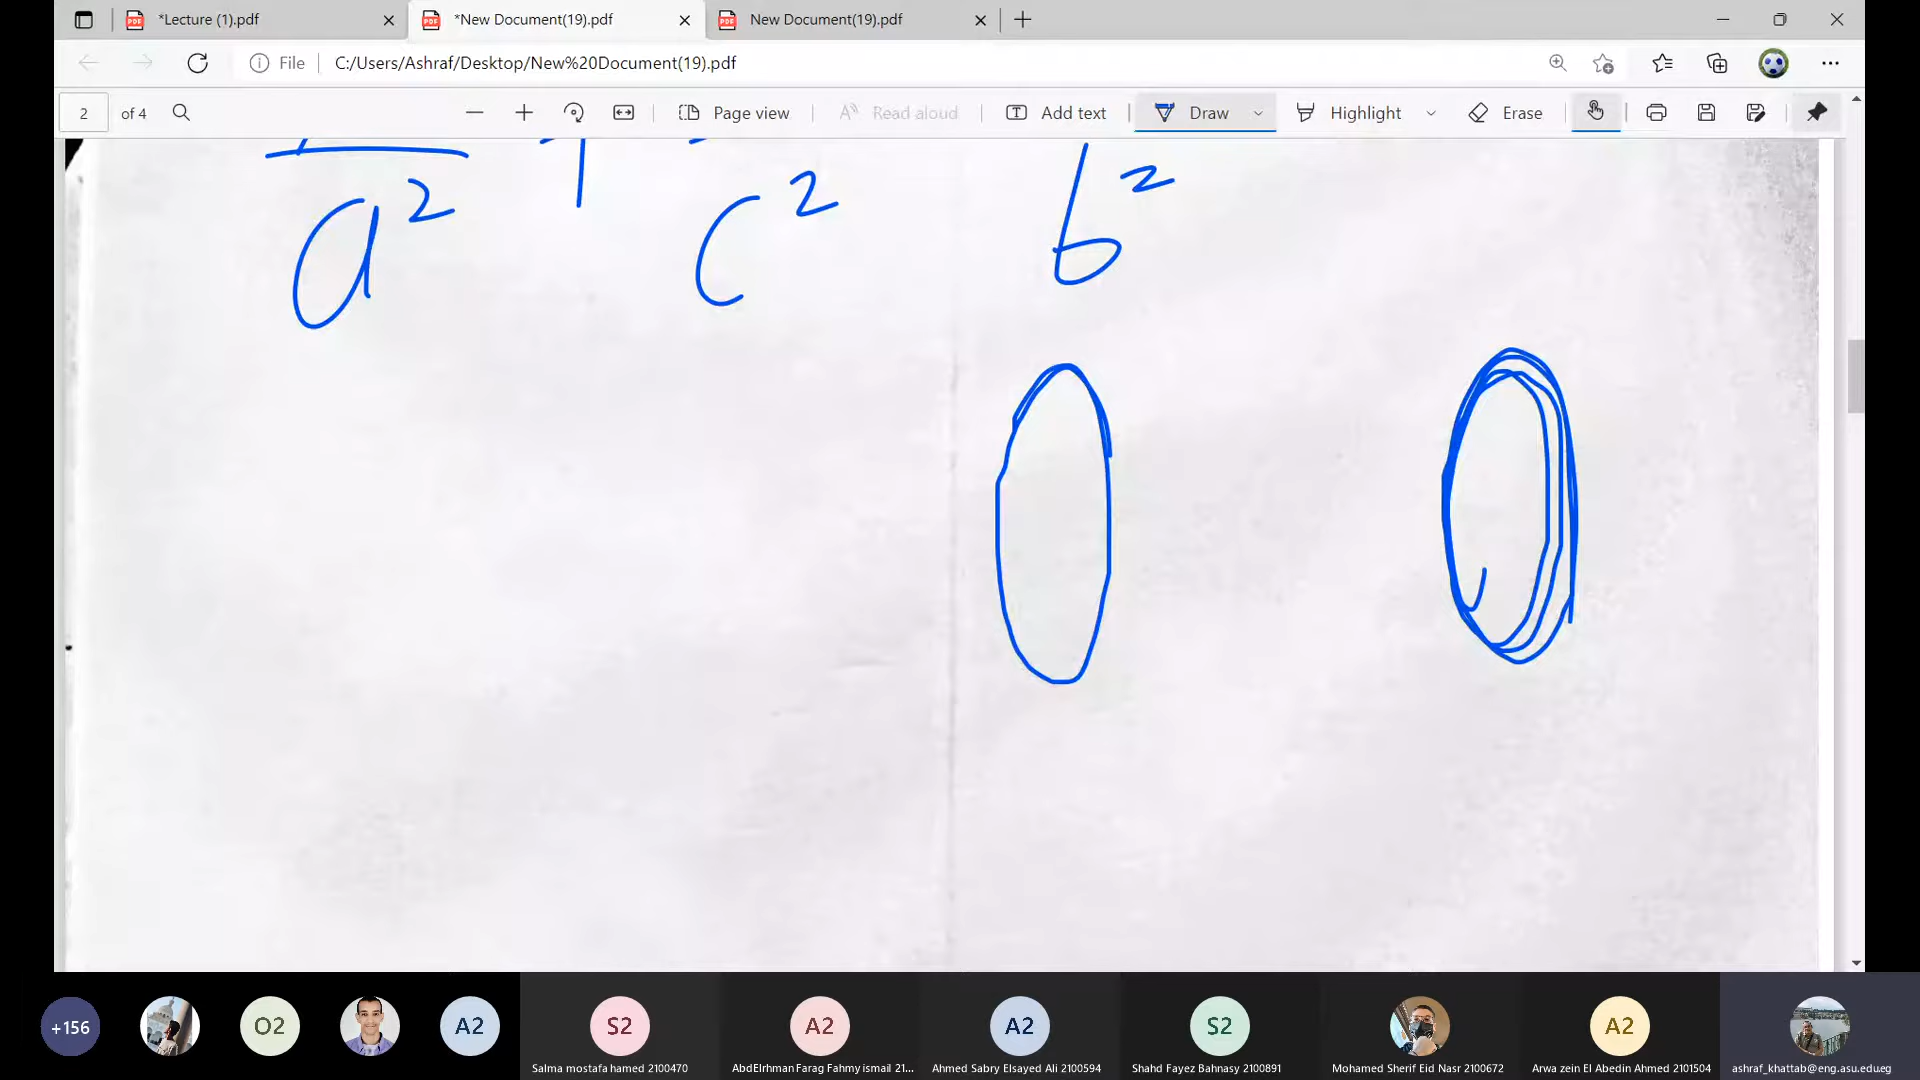 *Lecture (1).pdf
*New Document(19).pdf
New Document(19).pdf
File
C:/Users/Ashraf/Desktop/New%20Document(19).pdf
2 of 4
Page view
Read aloud
Add text
Draw
Highlight
Erase
a² + c² b²
+156
O2
A2
S2
A2
A2
S2
A2
Salma mostafa hamed 2100470
AbdElrhman Farag Fahmy ismail 21...
Ahmed Sabry Elsayed Ali 2100594
Shahd Fayez Bahnasy 2100891
Mohamed Sherif Eid Nasr 2100672
Arwa zein El Abedin Ahmed 2101504
ashraf_khattab@eng.asu.edu.eg